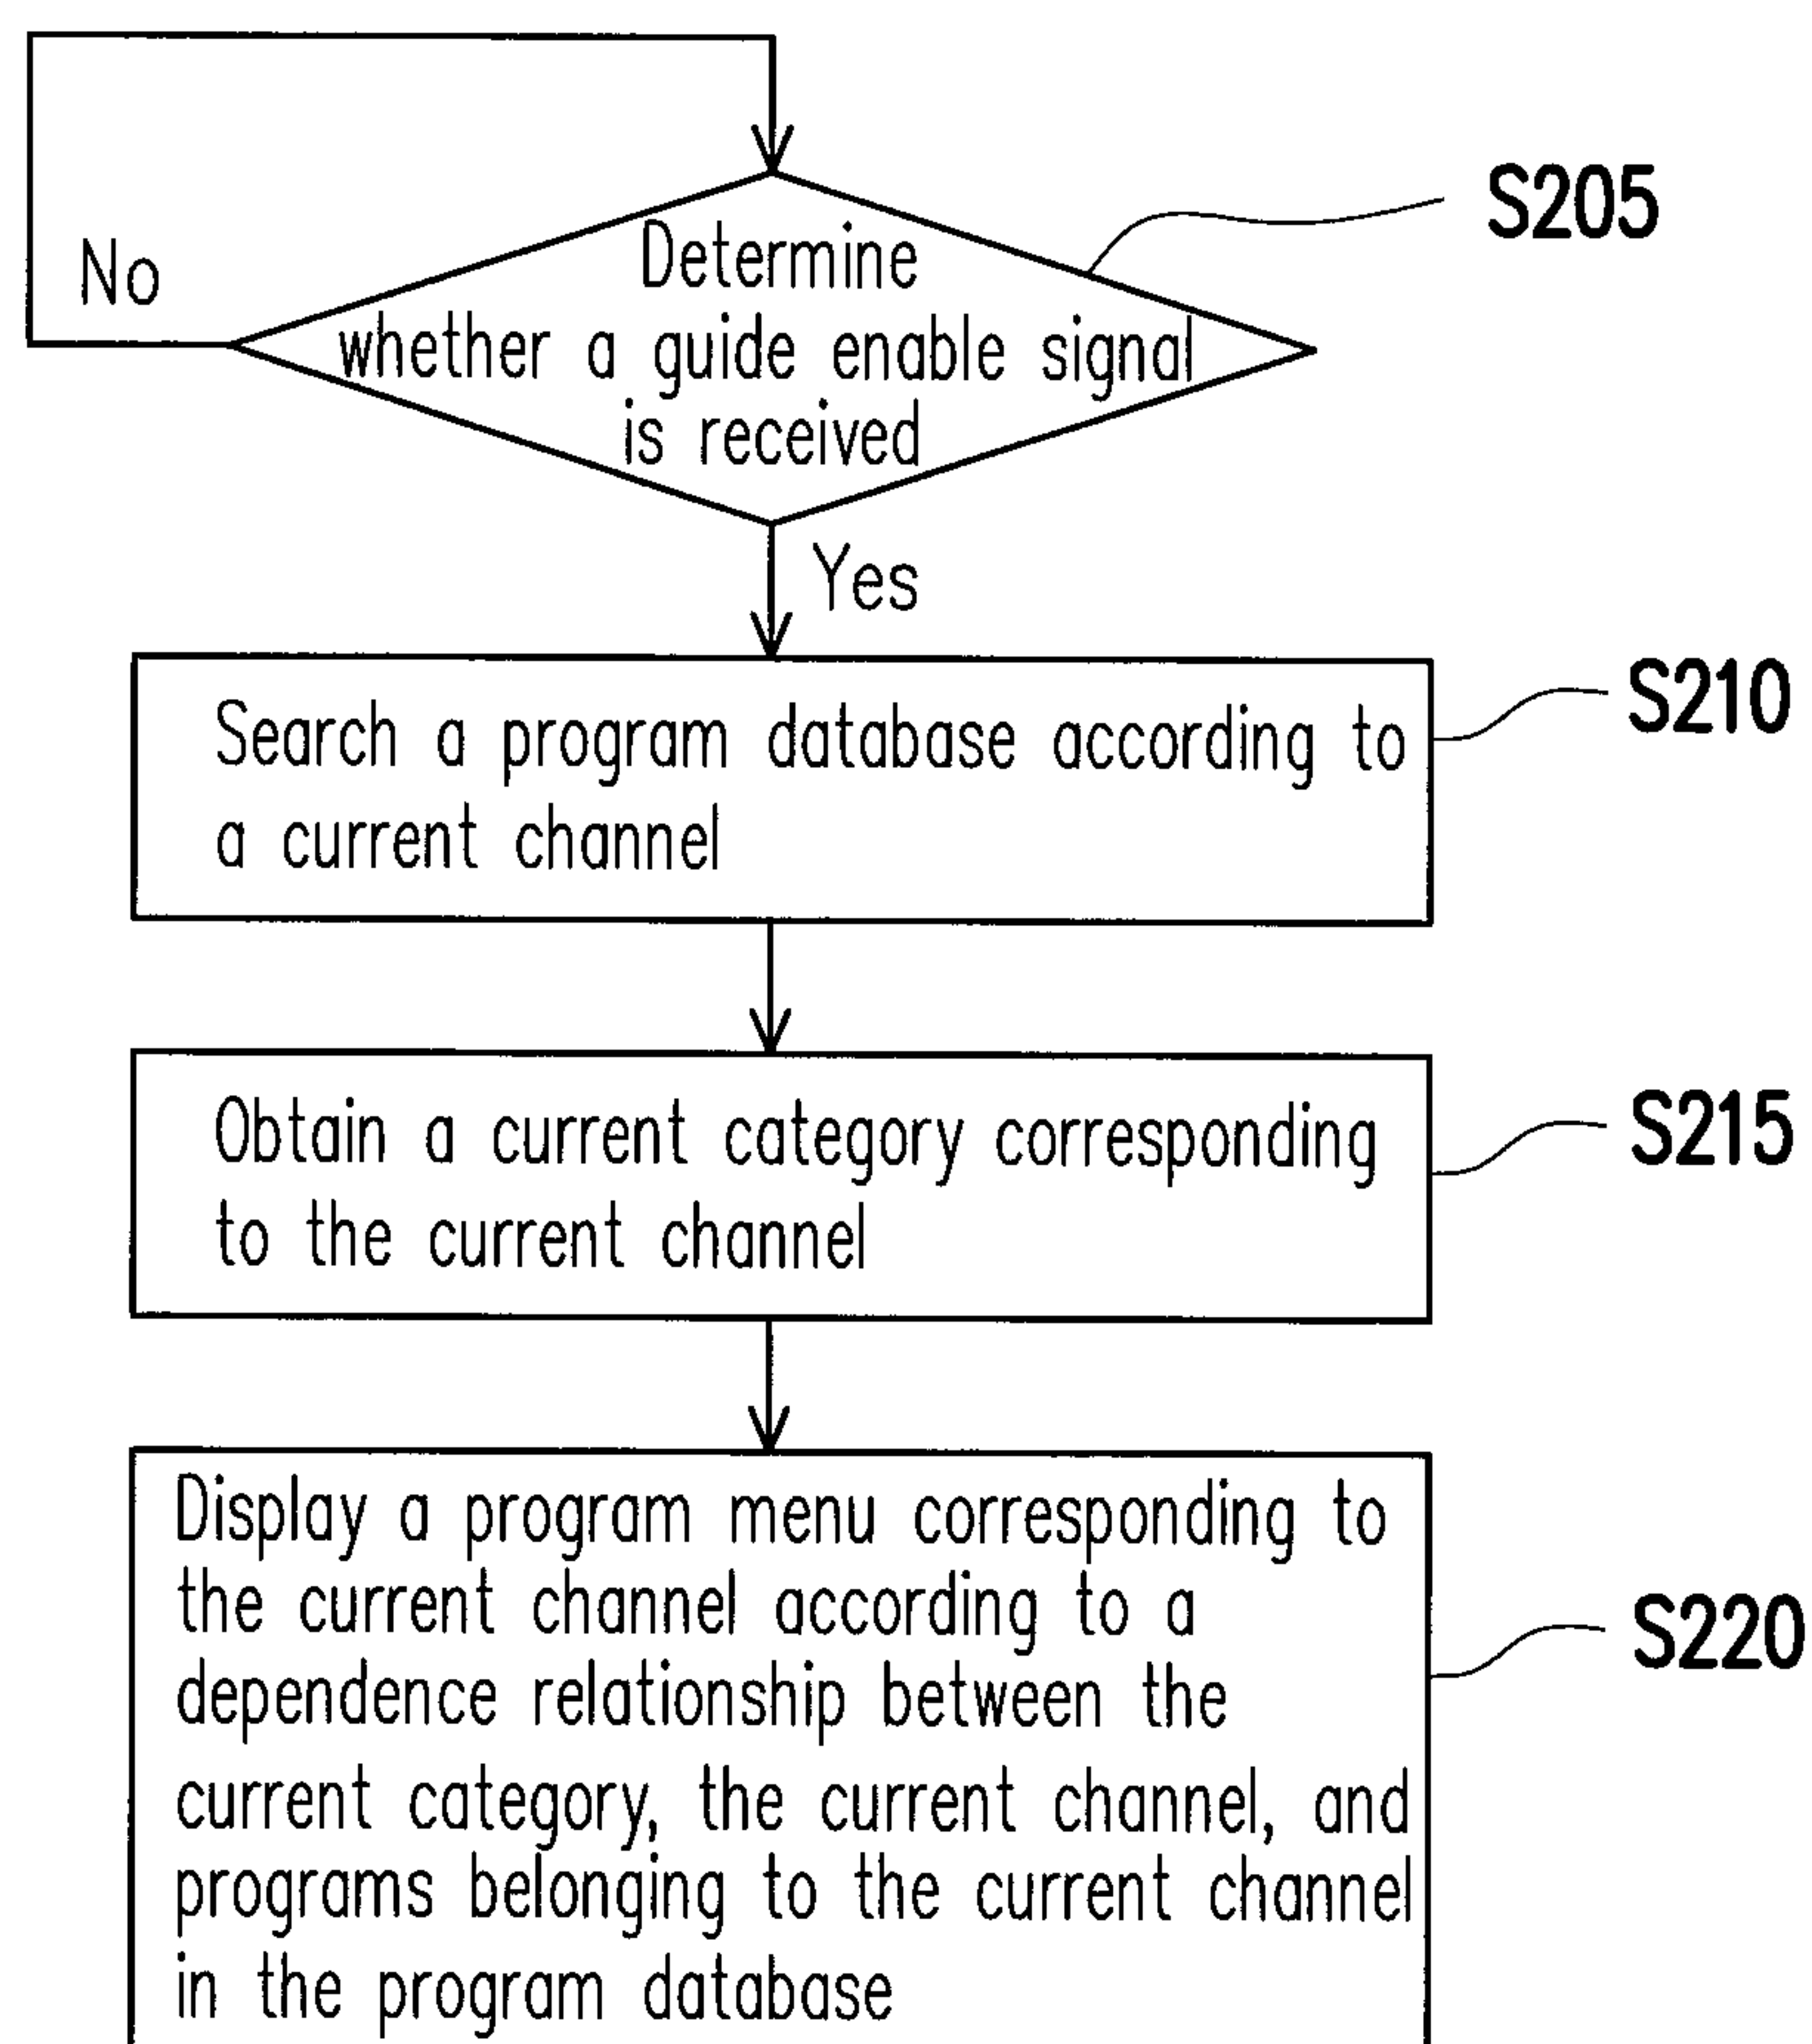 Determine
whether a guide enable signal
is received
S205
No
Yes
Search a program database according to
a current channel
S210
Obtain a current category corresponding
to the current channel
S215
Display a program menu corresponding to
the current channel according to a
dependence relationship between the
current category, the current channel, and
programs belonging to the current channel
in the program database
S220